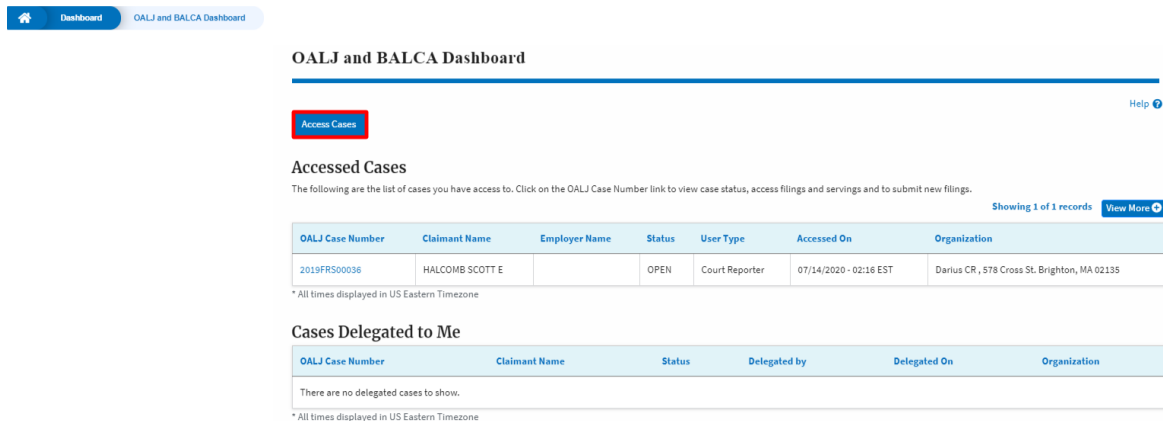 Dashboard OALJ and BALCA Dashboard
OALJ and BALCA Dashboard
Help
Access Cases
Accessed Cases
The following are the list of cases you have access to. Click on the OALJ Case Number link to view case status, access filings and servings and to submit new filings.
Showing 1 of 1 records View More
OALJ Case Number Claimant Name Employer Name Status User Type Accessed On Organization
2019FRS00036 HALCOMB SCOTT E OPEN Court Reporter 07/14/2020 - 02:16 EST Darius CR , 578 Cross St. Brighton, MA 02135
* All times displayed in US Eastern Timezone
Cases Delegated to Me
OALJ Case Number Claimant Name Status Delegated by Delegated On Organization
There are no delegated cases to show.
* All times displayed in US Eastern Timezone